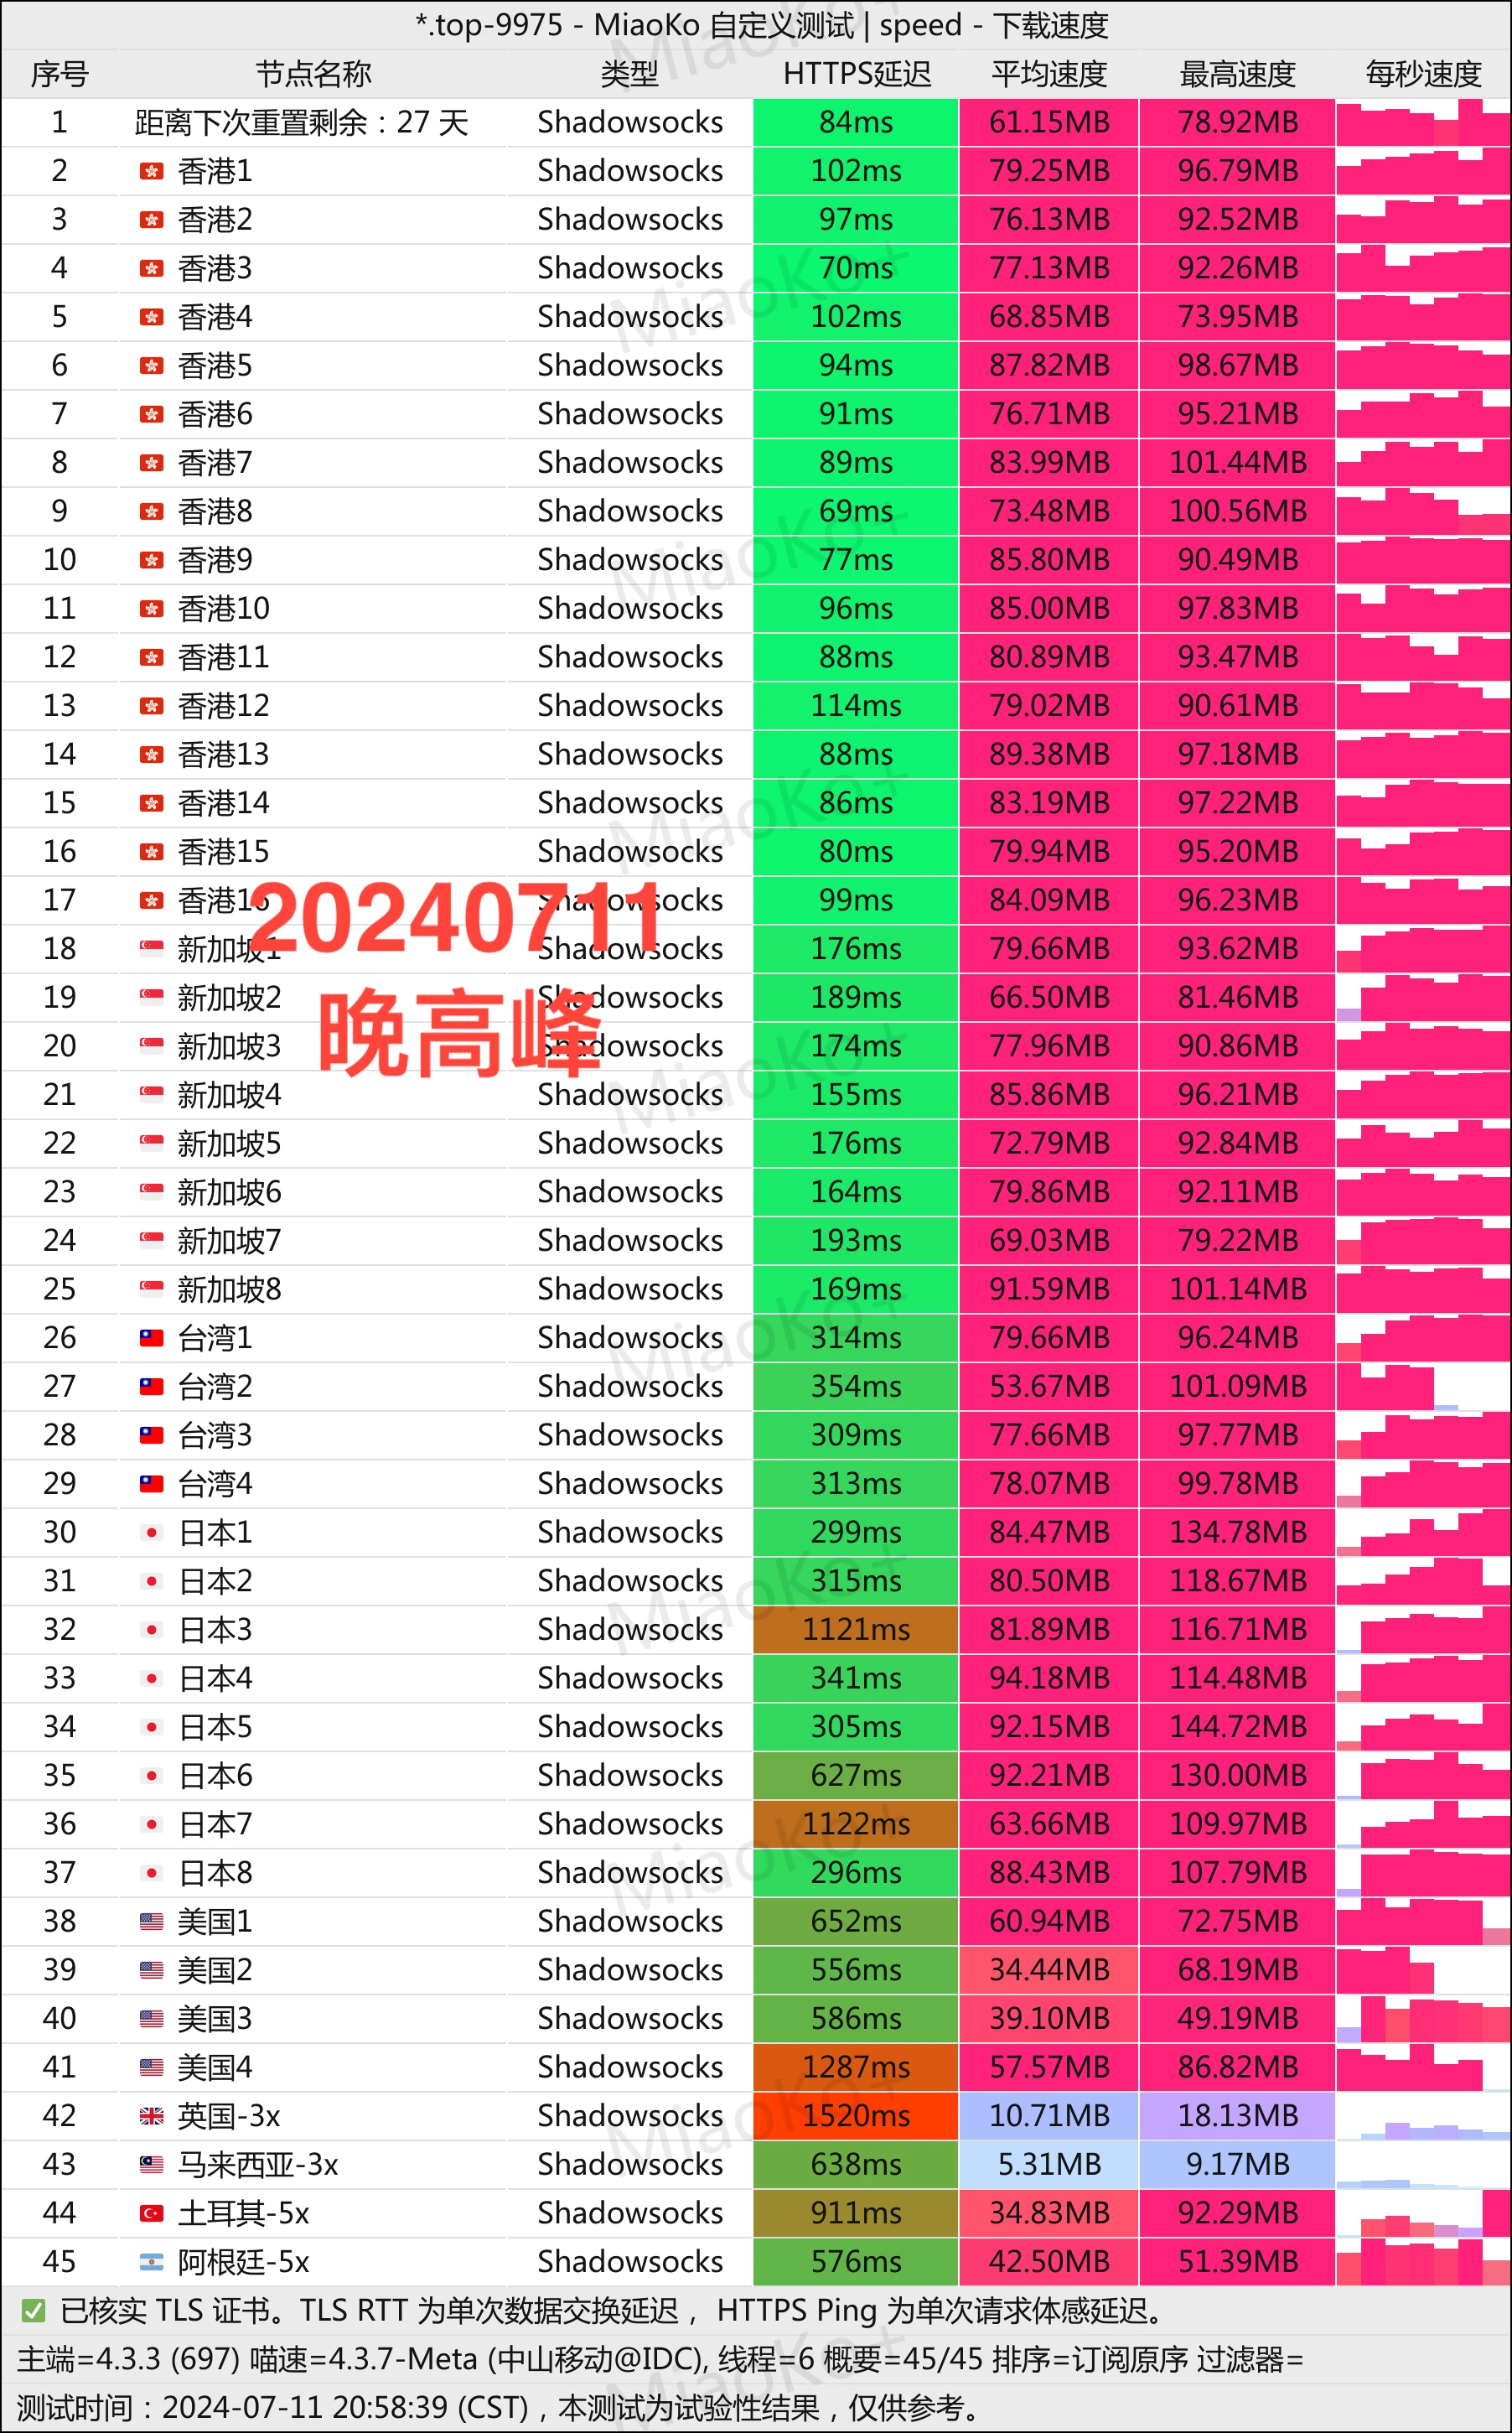 *.top-9975 - MiaoKo 自定义测试 | speed - 下载速度
序号 节点名称 类型 HTTPS延迟 平均速度 最高速度 每秒速度
1 距离下次重置剩余：27 天 Shadowsocks 84ms 61.15MB 78.92MB
2 香港1 Shadowsocks 102ms 79.25MB 96.79MB
3 香港2 Shadowsocks 97ms 76.13MB 92.52MB
4 香港3 Shadowsocks 70ms 77.13MB 92.26MB
5 香港4 Shadowsocks 102ms 68.85MB 73.95MB
6 香港5 Shadowsocks 94ms 87.82MB 98.67MB
7 香港6 Shadowsocks 91ms 76.71MB 95.21MB
8 香港7 Shadowsocks 89ms 83.99MB 101.44MB
9 香港8 Shadowsocks 69ms 73.48MB 100.56MB
10 香港9 Shadowsocks 77ms 85.80MB 90.49MB
11 香港10 Shadowsocks 96ms 85.00MB 97.83MB
12 香港11 Shadowsocks 88ms 80.89MB 93.47MB
13 香港12 Shadowsocks 114ms 79.02MB 90.61MB
14 香港13 Shadowsocks 88ms 89.38MB 97.18MB
15 香港14 Shadowsocks 86ms 83.19MB 97.22MB
16 香港15 Shadowsocks 80ms 79.94MB 95.20MB
17 香港16 Shadowsocks 99ms 84.09MB 96.23MB
20240711
18 新加坡1 Shadowsocks 176ms 79.66MB 93.62MB
19 新加坡2 Shadowsocks 189ms 66.50MB 81.46MB
晚高峰
20 新加坡3 Shadowsocks 174ms 77.96MB 90.86MB
21 新加坡4 Shadowsocks 155ms 85.86MB 96.21MB
22 新加坡5 Shadowsocks 176ms 72.79MB 92.84MB
23 新加坡6 Shadowsocks 164ms 79.86MB 92.11MB
24 新加坡7 Shadowsocks 193ms 69.03MB 79.22MB
25 新加坡8 Shadowsocks 169ms 91.59MB 101.14MB
26 台湾1 Shadowsocks 314ms 79.66MB 96.24MB
27 台湾2 Shadowsocks 354ms 53.67MB 101.09MB
28 台湾3 Shadowsocks 309ms 77.66MB 97.77MB
29 台湾4 Shadowsocks 313ms 78.07MB 99.78MB
30 日本1 Shadowsocks 299ms 84.47MB 134.78MB
31 日本2 Shadowsocks 315ms 80.50MB 118.67MB
32 日本3 Shadowsocks 1121ms 81.89MB 116.71MB
33 日本4 Shadowsocks 341ms 94.18MB 114.48MB
34 日本5 Shadowsocks 305ms 92.15MB 144.72MB
35 日本6 Shadowsocks 627ms 92.21MB 130.00MB
36 日本7 Shadowsocks 1122ms 63.66MB 109.97MB
37 日本8 Shadowsocks 296ms 88.43MB 107.79MB
38 美国1 Shadowsocks 652ms 60.94MB 72.75MB
39 美国2 Shadowsocks 556ms 34.44MB 68.19MB
40 美国3 Shadowsocks 586ms 39.10MB 49.19MB
41 美国4 Shadowsocks 1287ms 57.57MB 86.82MB
42 英国-3x Shadowsocks 1520ms 10.71MB 18.13MB
43 马来西亚-3x Shadowsocks 638ms 5.31MB 9.17MB
44 土耳其-5x Shadowsocks 911ms 34.83MB 92.29MB
45 阿根廷-5x Shadowsocks 576ms 42.50MB 51.39MB
✅ 已核实 TLS 证书。TLS RTT 为单次数据交换延迟， HTTPS Ping 为单次请求体感延迟。
主端=4.3.3 (697) 喵速=4.3.7-Meta (中山移动@IDC), 线程=6 概要=45/45 排序=订阅原序 过滤器=
测试时间：2024-07-11 20:58:39 (CST)，本测试为试验性结果，仅供参考。
MiaoKo+
MiaoKo+
MiaoKo+
MiaoKo+
MiaoKo+
MiaoKo+
MiaoKo+
MiaoKo+
MiaoKo+
MiaoKo+